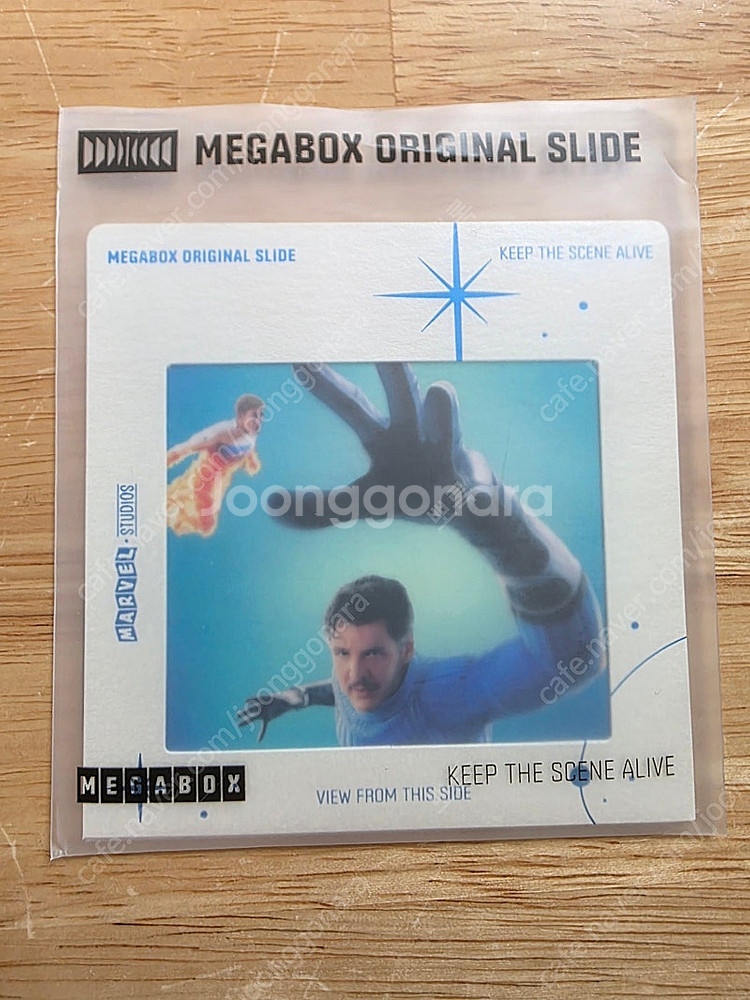 MEGABOX ORIGINAL SLIDE
MEGABOX ORIGINAL SLIDE
KEEP THE SCENE ALIVE
MARVEL · STUDIOS
Joonggonara
MEGABOX
KEEP THE SCENE ALIVE
VIEW FROM THIS SIDE